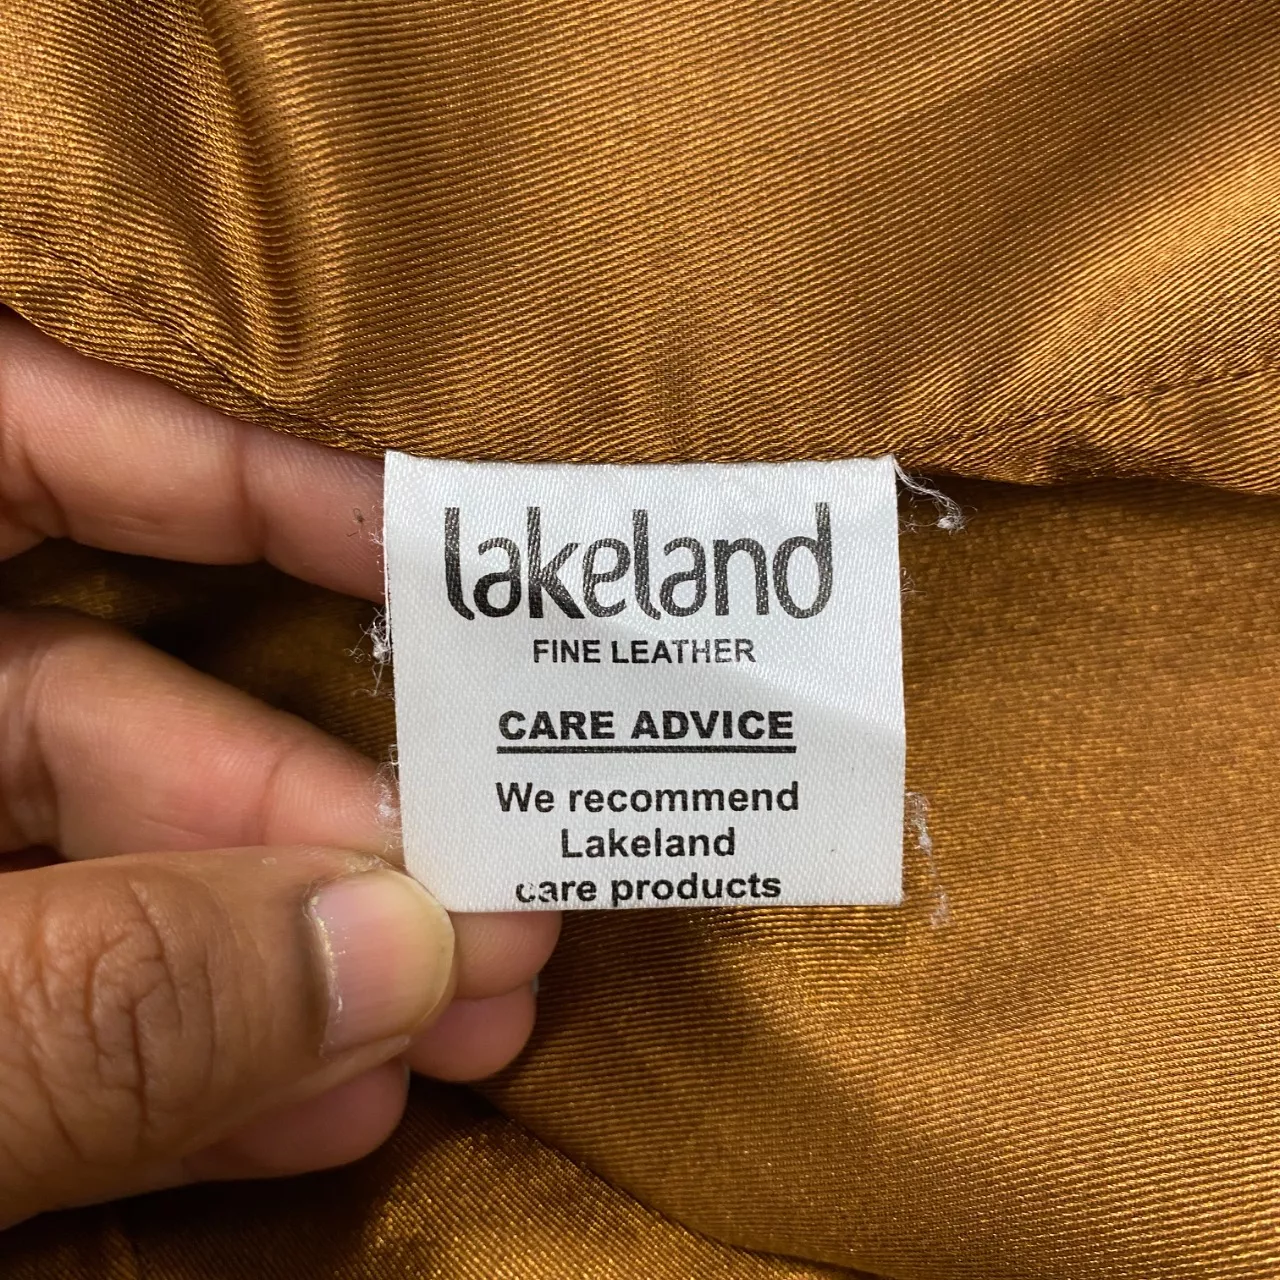 lakeland
FINE LEATHER
CARE ADVICE
We recommend
Lakeland
care products